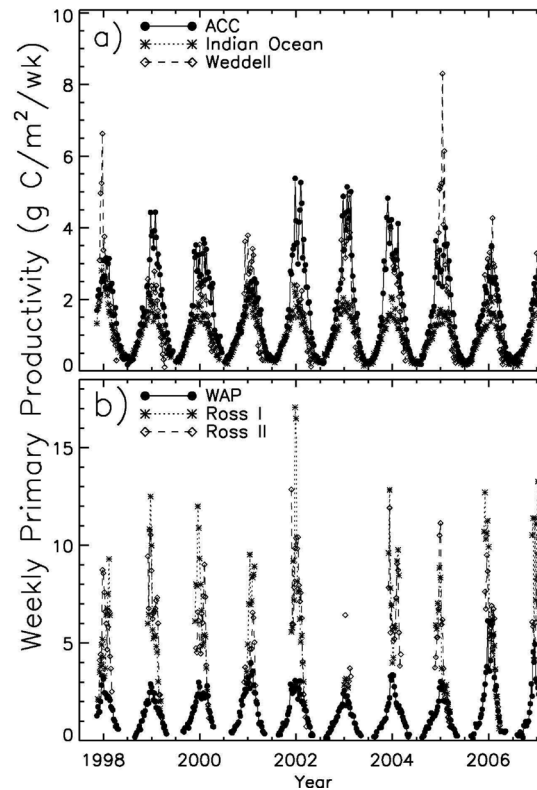 Weekly Primary Productivity (g C/m²/wk)
a)
ACC
Indian Ocean
Weddell
10
8
6
4
2
0
b)
WAP
Ross I
Ross II
15
10
5
0
1998 2000 2002 2004 2006
Year